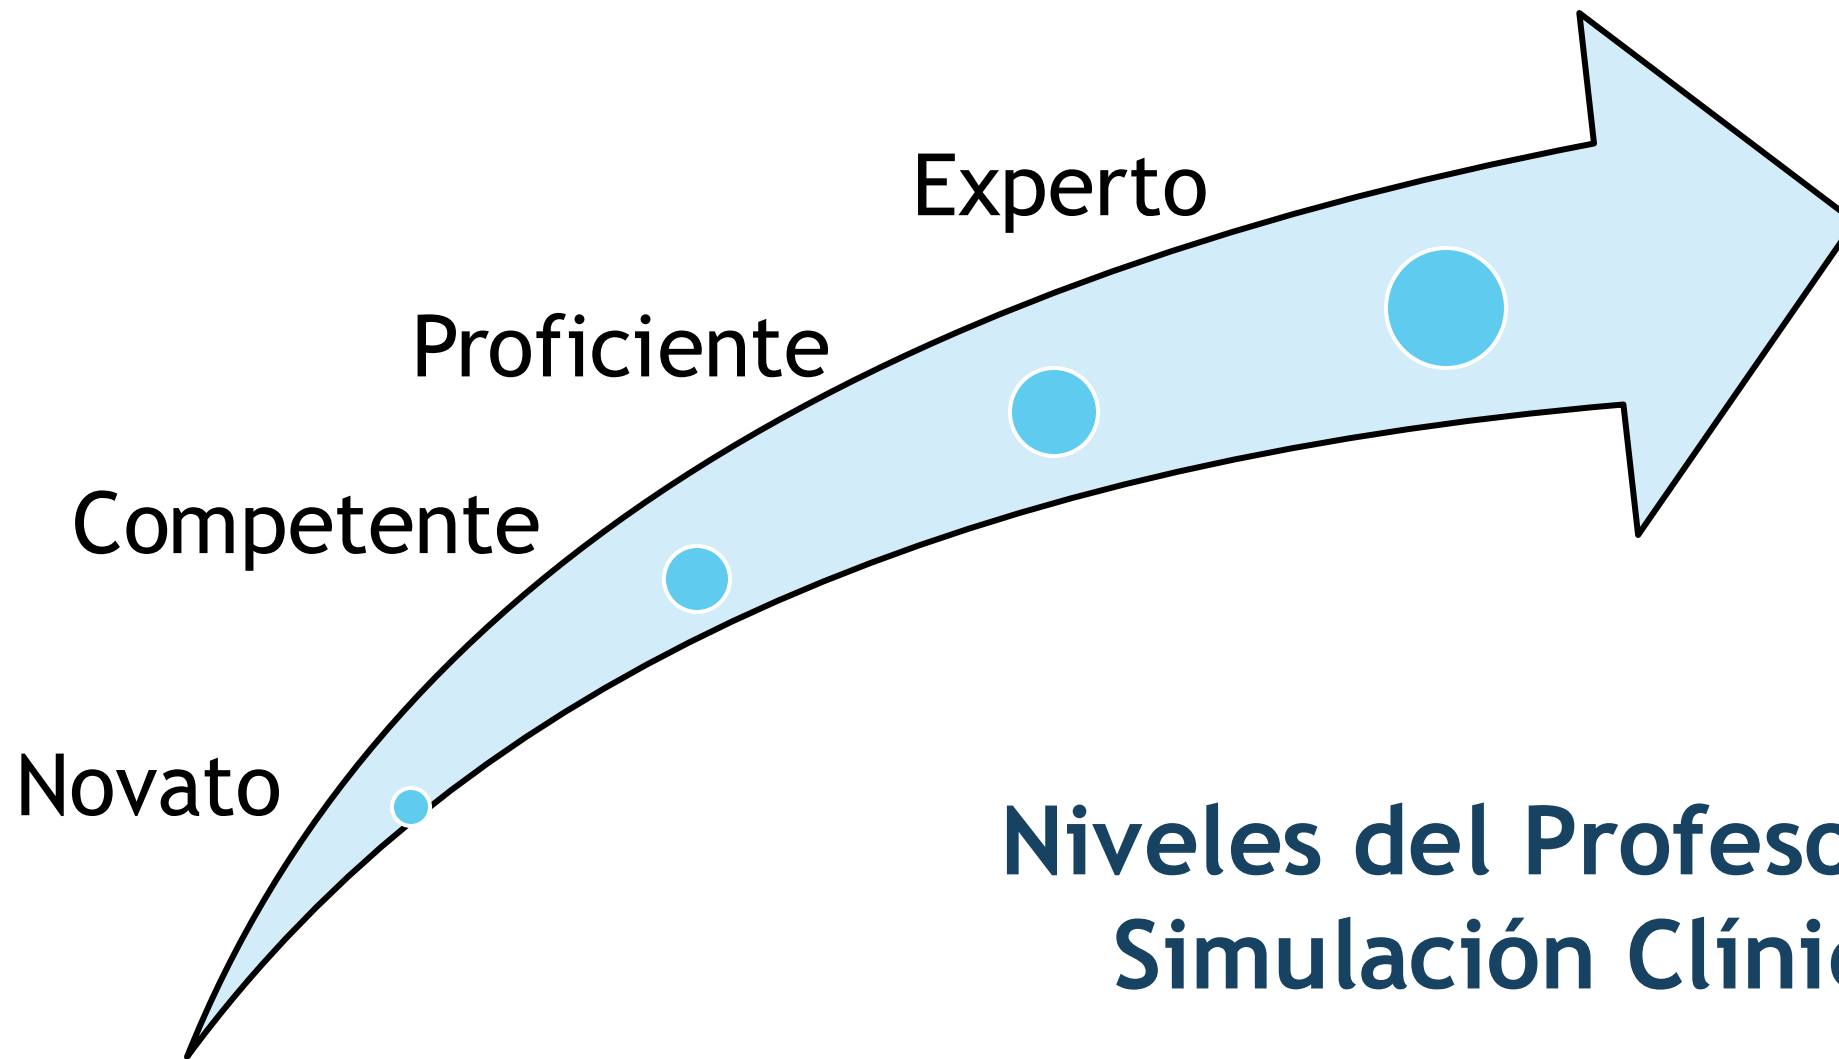 Experto
Proficiente
Competente
Novato
Niveles del Profeso
Simulación Clíni